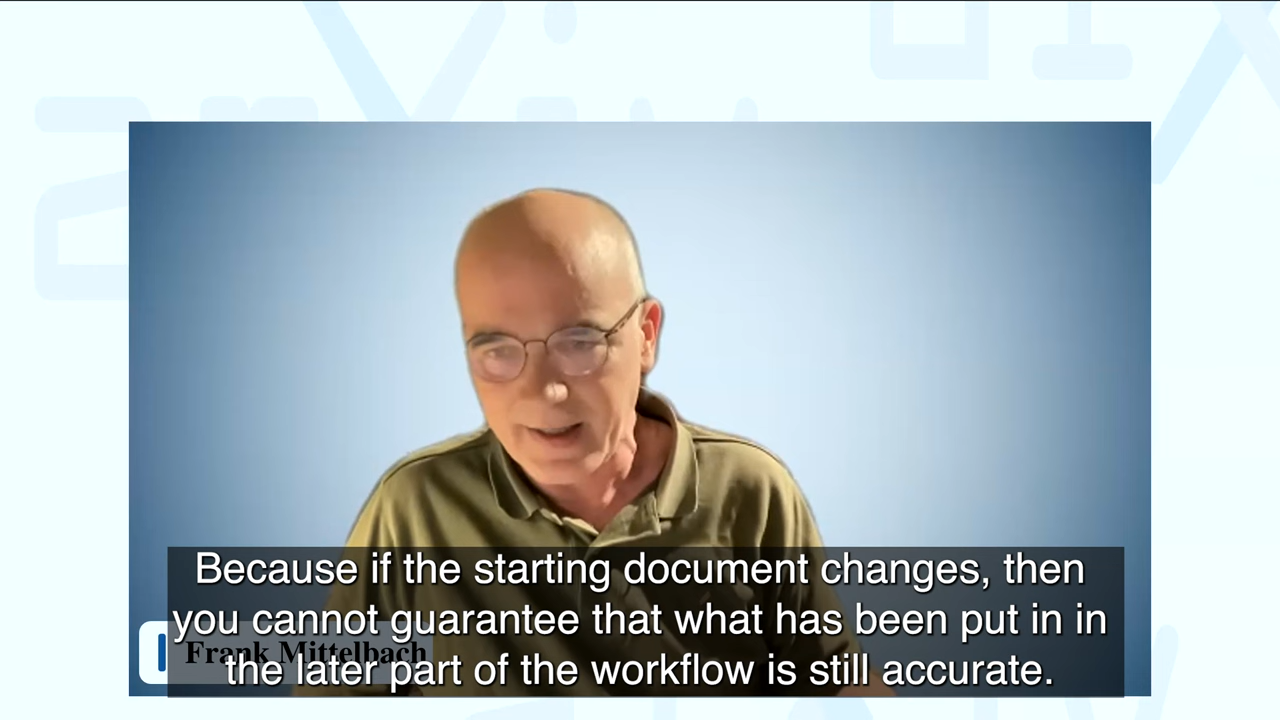 Because if the starting document changes, then
you cannot guarantee that what has been put in in
the later part of the workflow is still accurate.
Frank Mittelbach